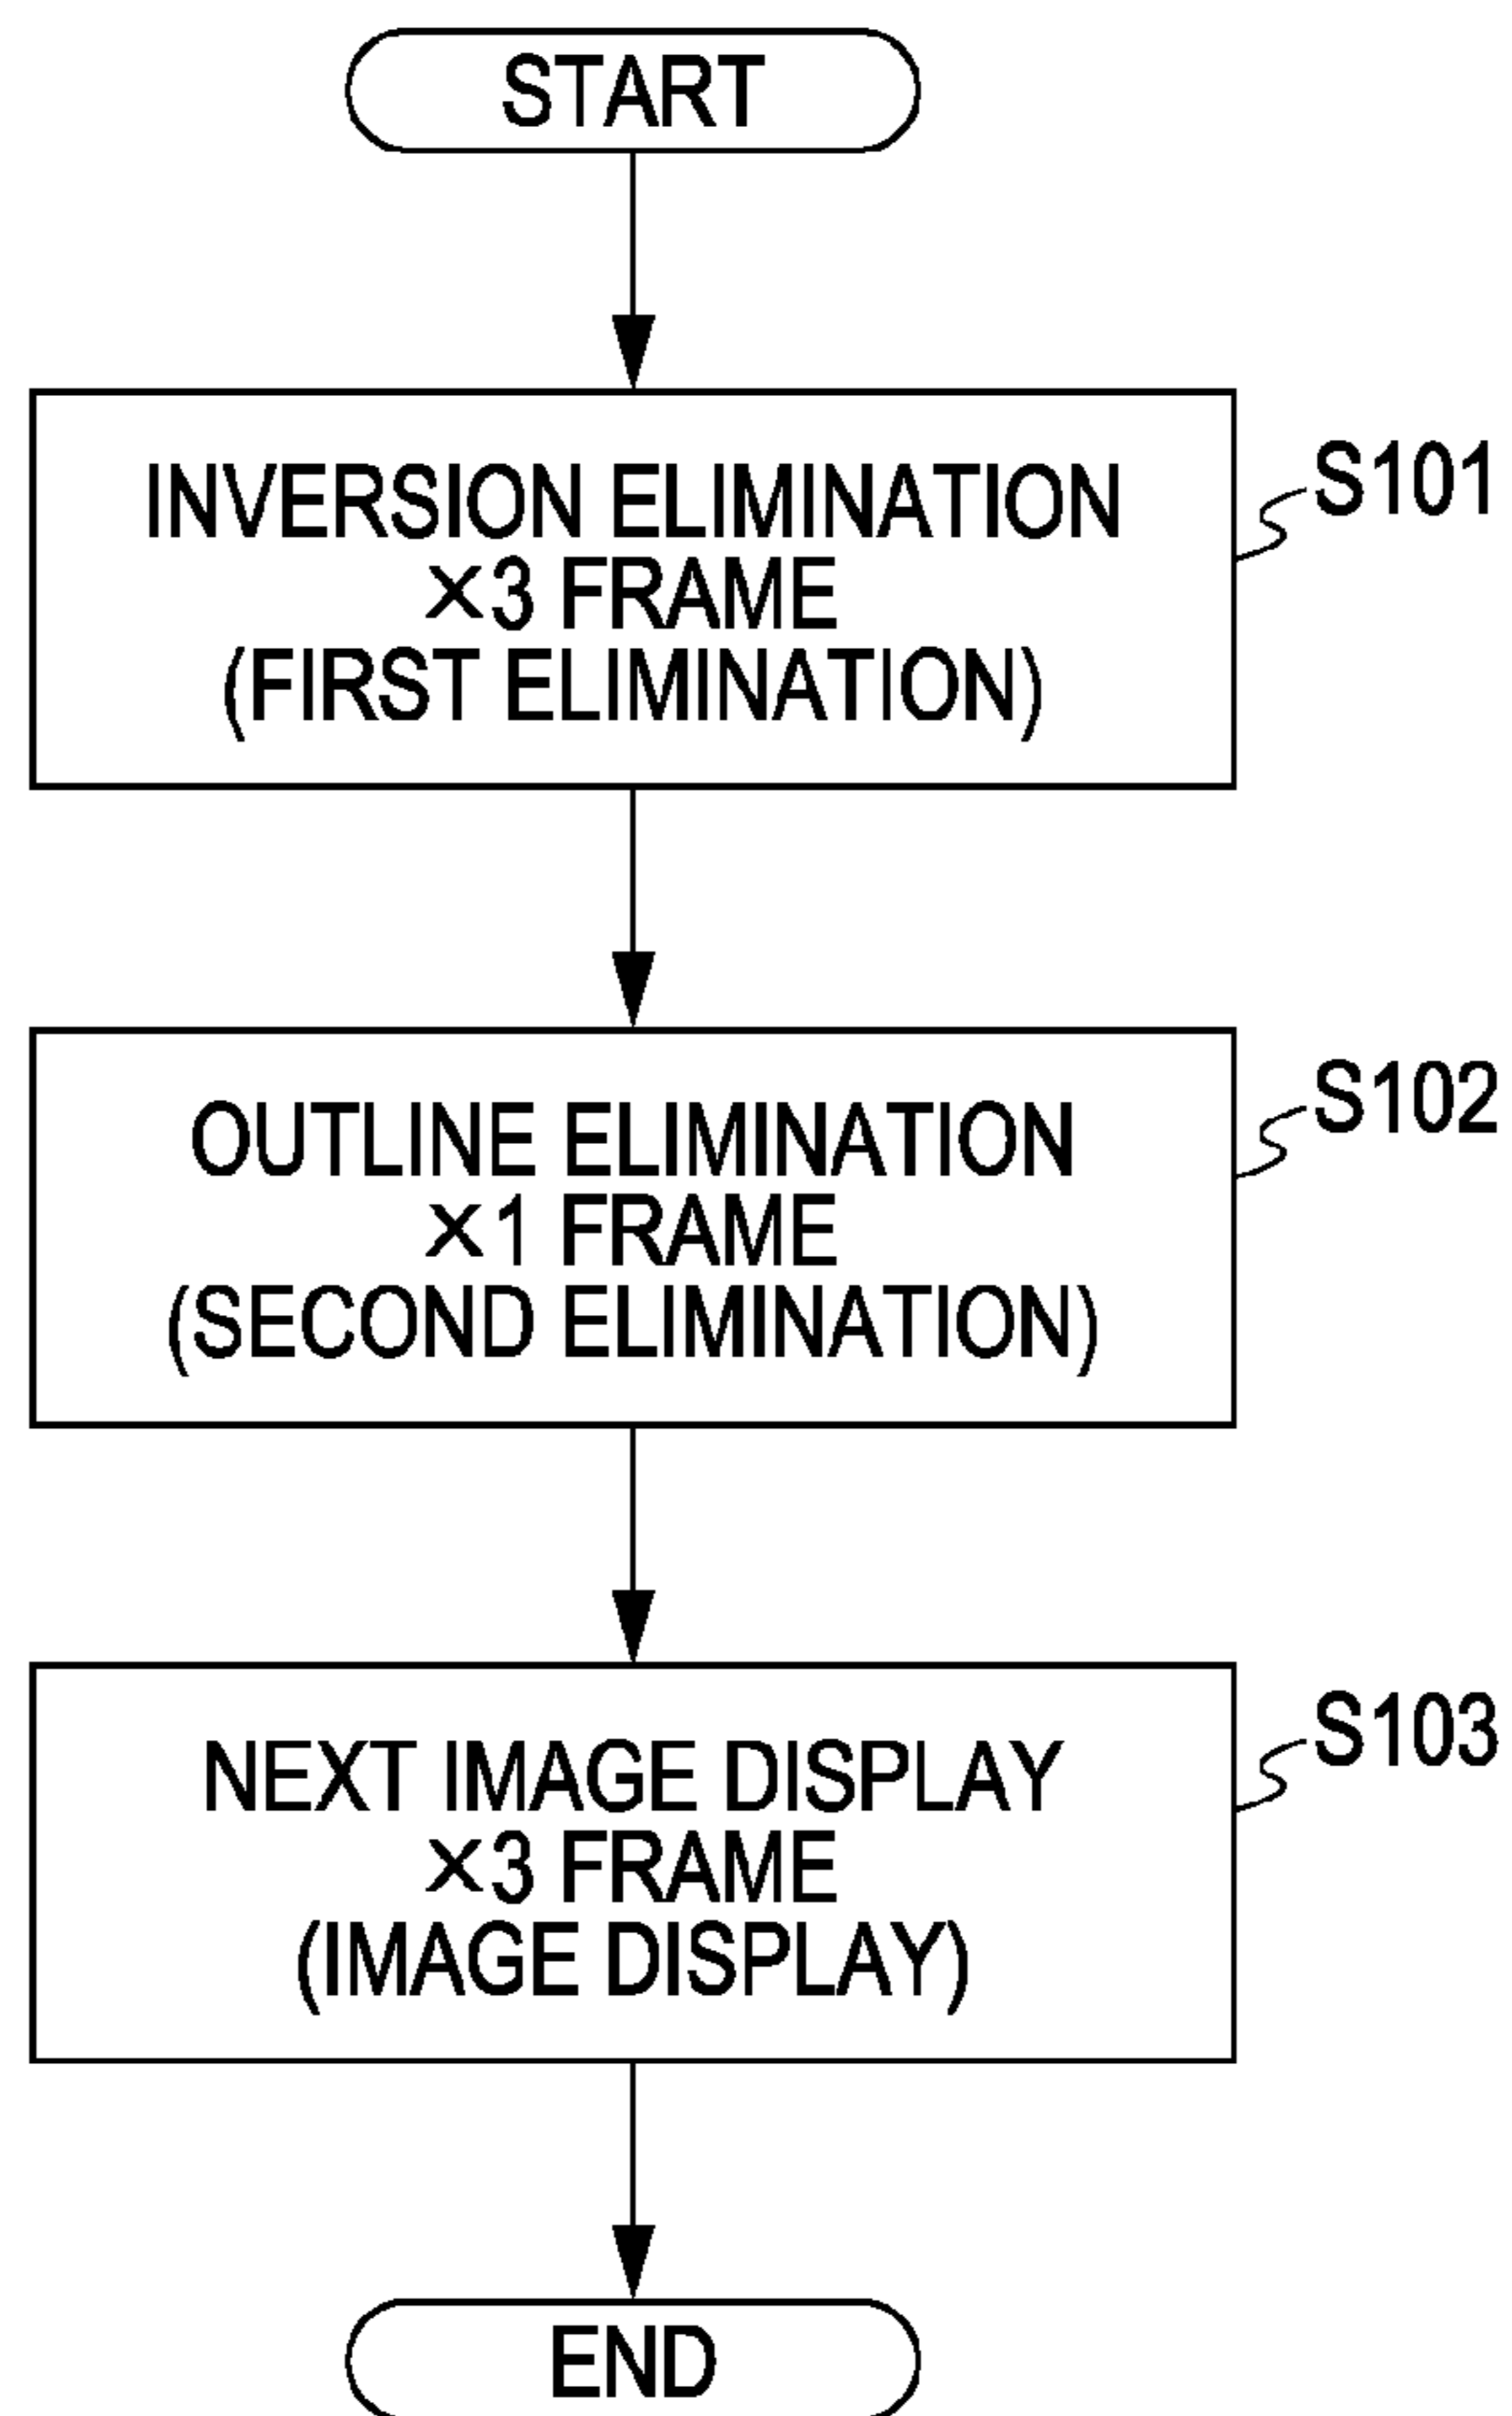 START
INVERSION ELIMINATION
×3 FRAME
(FIRST ELIMINATION)
S101
OUTLINE ELIMINATION
×1 FRAME
(SECOND ELIMINATION)
S102
NEXT IMAGE DISPLAY
×3 FRAME
(IMAGE DISPLAY)
S103
END